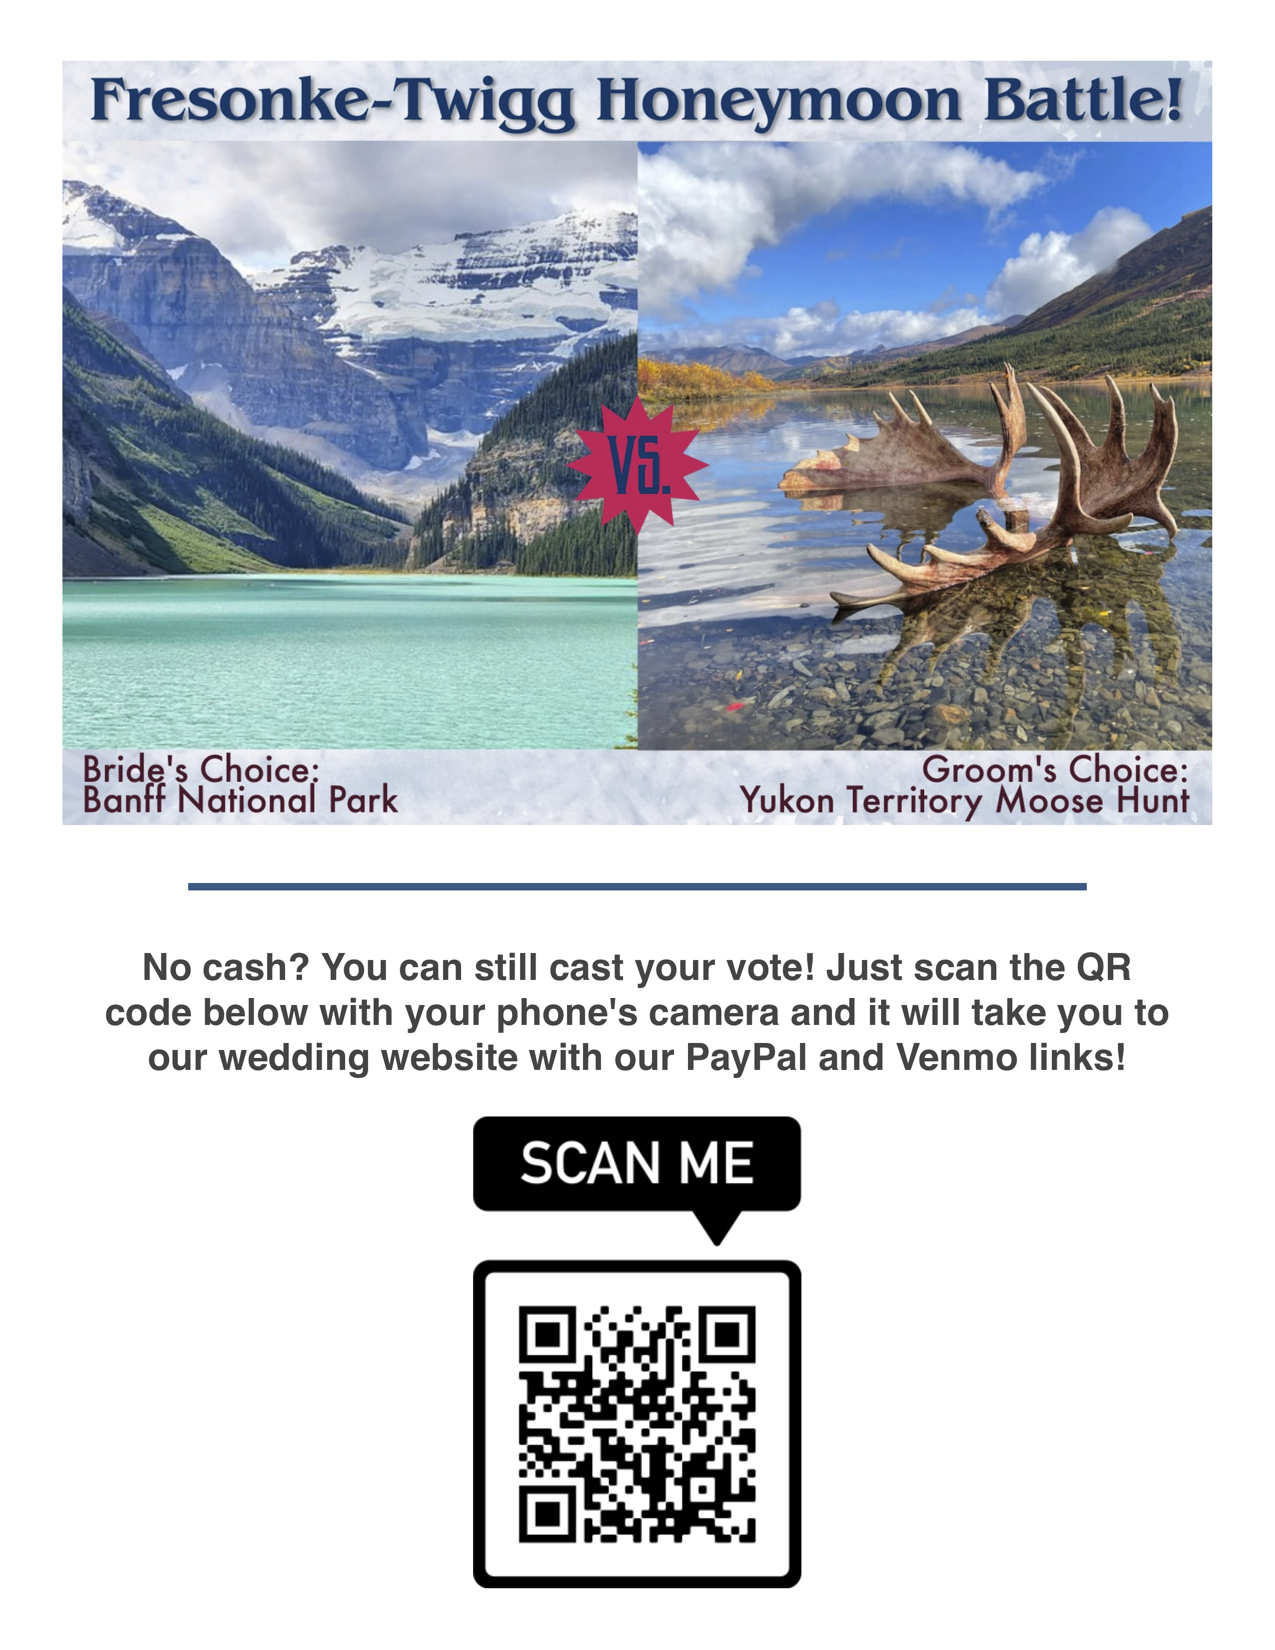 Fresonke-Twigg Honeymoon Battle!
VS.
Bride's Choice:
Banff National Park
Groom's Choice:
Yukon Territory Moose Hunt
No cash? You can still cast your vote! Just scan the QR
code below with your phone's camera and it will take you to
our wedding website with our PayPal and Venmo links!
SCAN ME